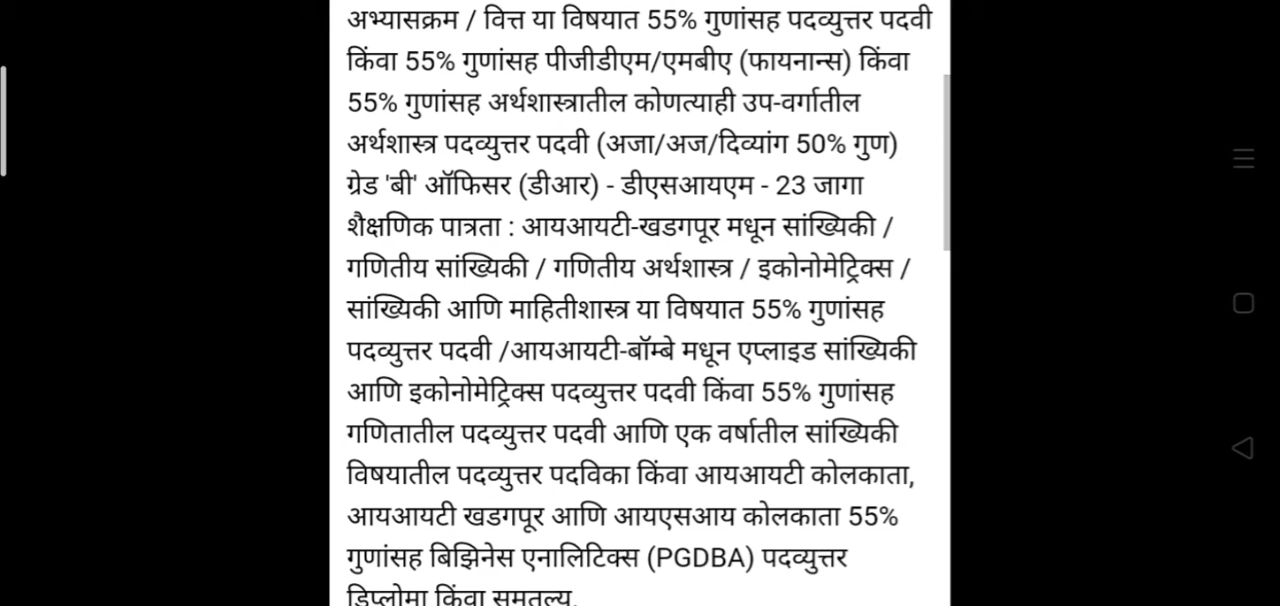 अभ्यासक्रम / वित्त या विषयात 55% गुणांसह पदव्युत्तर पदवी
किंवा 55% गुणांसह पीजीडीएम/एमबीए (फायनान्स) किंवा
55% गुणांसह अर्थशास्त्रातील कोणत्याही उप-वर्गातील
अर्थशास्त्र पदव्युत्तर पदवी (अजा/अज/दिव्यांग 50% गुण)
ग्रेड 'बी' ऑफिसर (डीआर) - डीएसआयएम - 23 जागा
शैक्षणिक पात्रता : आयआयटी-खडगपूर मधून सांख्यिकी /
गणितीय सांख्यिकी / गणितीय अर्थशास्त्र / इकोनोमेट्रिक्स /
सांख्यिकी आणि माहितीशास्त्र या विषयात 55% गुणांसह
पदव्युत्तर पदवी /आयआयटी-बॉम्बे मधून एप्लाइड सांख्यिकी
आणि इकोनोमेट्रिक्स पदव्युत्तर पदवी किंवा 55% गुणांसह
गणितातील पदव्युत्तर पदवी आणि एक वर्षातील सांख्यिकी
विषयातील पदव्युत्तर पदविका किंवा आयआयटी कोलकाता,
आयआयटी खडगपूर आणि आयएसआय कोलकाता 55%
गुणांसह बिझिनेस एनालिटिक्स (PGDBA) पदव्युत्तर
डिप्लोमा किंवा समतुल्य.